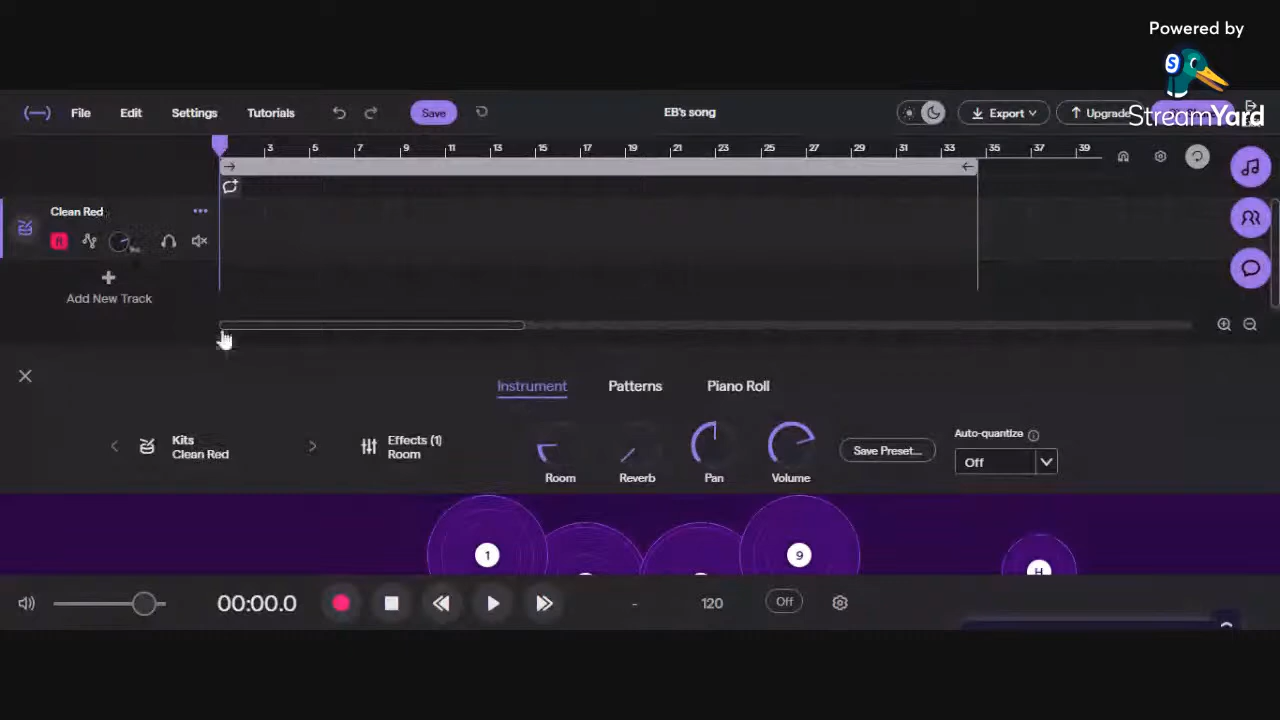 Powered by
StreamYard
File Edit Settings Tutorials Save EB's song Export Upgrade
3 5 7 9 11 13 15 17 19 21 23 25 27 29 31 33 35 37 39
Clean Red
R
Add New Track
Instrument Patterns Piano Roll
Kits
Clean Red
Effects (1)
Room
Room Reverb Pan Volume
Save Preset...
Auto-quantize
Off
1 9 H
00:00.0 - 120 Off